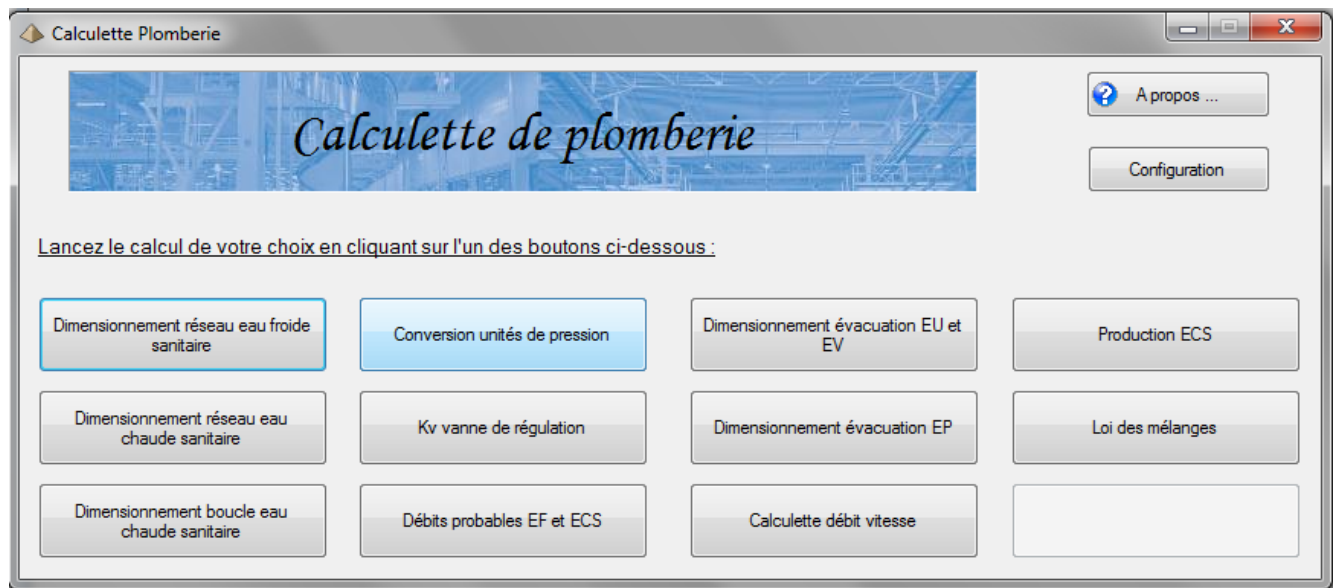 Calculette Plomberie
Calculette de plomberie
A propos ...
Configuration
Lancez le calcul de votre choix en cliquant sur l'un des boutons ci-dessous :
Dimensionnement réseau eau froide
sanitaire
Conversion unités de pression
Dimensionnement évacuation EU et
EV
Production ECS
Dimensionnement réseau eau
chaude sanitaire
Kv vanne de régulation
Dimensionnement évacuation EP
Loi des mélanges
Dimensionnement boucle eau
chaude sanitaire
Débits probables EF et ECS
Calculette débit vitesse